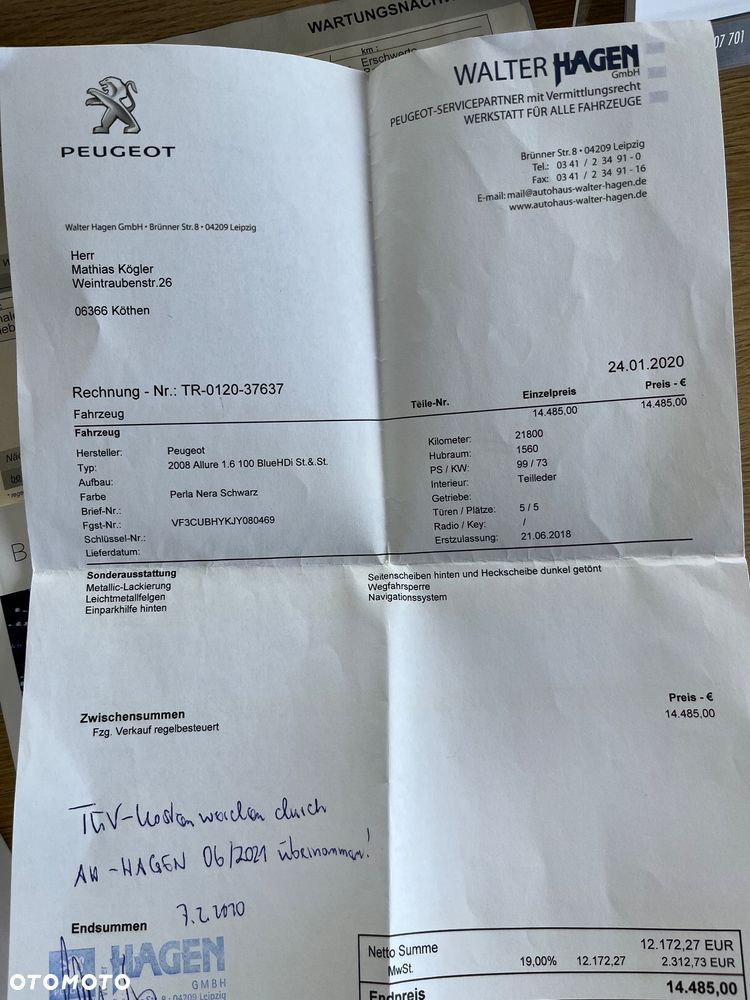 WARTUNGSNACHW
km :
Erschwerte
07 701
PEUGEOT
WALTER HAGEN
GmbH
PEUGEOT-SERVICEPARTNER mit Vermittlungsrecht
WERKSTATT FÜR ALLE FAHRZEUGE
Brünner Str. 8 • 04209 Leipzig
Tel.: 03 41 / 2 34 91 - 0
Fax: 03 41 / 2 34 91 - 16
E-mail: mail@autohaus-walter-hagen.de
www.autohaus-walter-hagen.de
Walter Hagen GmbH • Brünner Str. 8 • 04209 Leipzig
Herr
Mathias Kögler
Weintraubenstr.26
06366 Köthen
24.01.2020
Rechnung - Nr.: TR-0120-37637
Teile-Nr. Einzelpreis Preis - €
Fahrzeug 14.485,00 14.485,00
Fahrzeug
Hersteller: Peugeot Kilometer: 21800
Typ: 2008 Allure 1.6 100 BlueHDi St.&.St. Hubraum: 1560
Aufbau: PS / KW: 99 / 73
Farbe Perla Nera Schwarz Interieur: Teilleder
Brief-Nr.: Getriebe:
Fgst-Nr.: VF3CUBHYKJY080469 Türen / Plätze: 5 / 5
Schlüssel-Nr.: Radio / Key: /
Lieferdatum: Erstzulassung: 21.06.2018
Sonderausstattung Seitenscheiben hinten und Heckscheibe dunkel getönt
Metallic-Lackierung Wegfahrsperre
Leichtmetallfelgen Navigationssystem
Einparkhilfe hinten
Preis - €
Zwischensummen 14.485,00
Fzg. Verkauf regelbesteuert
TÜV-Kosten werden durch
AH-HAGEN 06/2021 übernommen!
7.2.2020
Endsummen
HAGEN
GMBH
8 · 04209 Leipzig
Netto Summe 12.172,27 EUR
MwSt. 19,00% 12.172,27 2.312,73 EUR
Endpreis 14.485,00
OTOMOTO